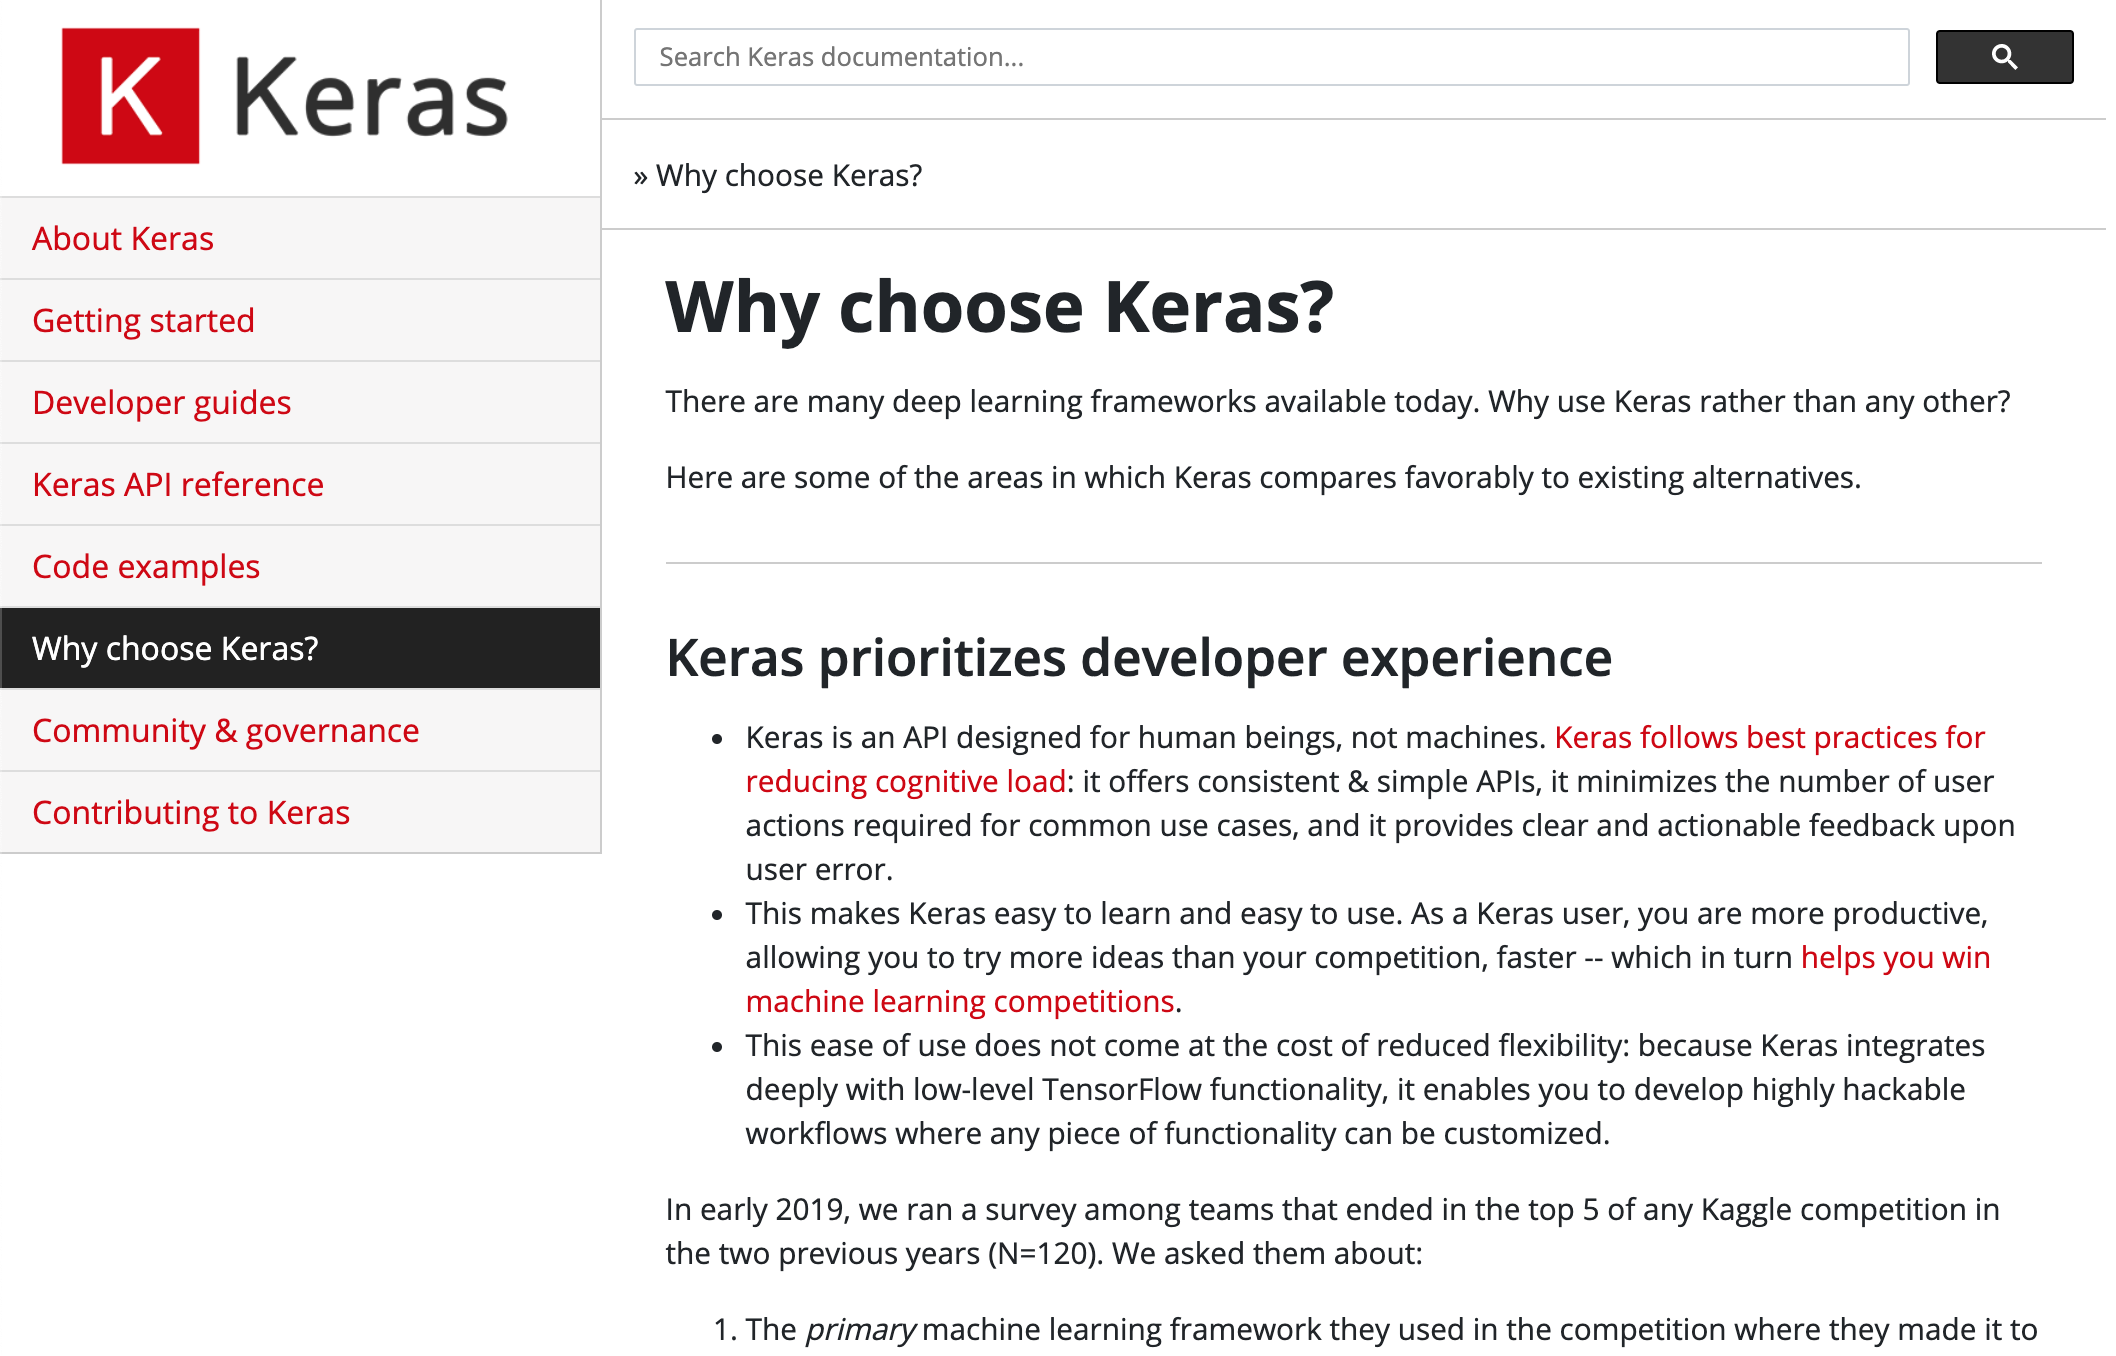 K Keras
About Keras
Getting started
Developer guides
Keras API reference
Code examples
Why choose Keras?
Community & governance
Contributing to Keras
Search Keras documentation...
» Why choose Keras?
Why choose Keras?
There are many deep learning frameworks available today. Why use Keras rather than any other?
Here are some of the areas in which Keras compares favorably to existing alternatives.
Keras prioritizes developer experience
• Keras is an API designed for human beings, not machines. Keras follows best practices for
reducing cognitive load: it offers consistent & simple APIs, it minimizes the number of user
actions required for common use cases, and it provides clear and actionable feedback upon
user error.
• This makes Keras easy to learn and easy to use. As a Keras user, you are more productive,
allowing you to try more ideas than your competition, faster -- which in turn helps you win
machine learning competitions.
• This ease of use does not come at the cost of reduced flexibility: because Keras integrates
deeply with low-level TensorFlow functionality, it enables you to develop highly hackable
workflows where any piece of functionality can be customized.
In early 2019, we ran a survey among teams that ended in the top 5 of any Kaggle competition in
the two previous years (N=120). We asked them about:
1. The primary machine learning framework they used in the competition where they made it to